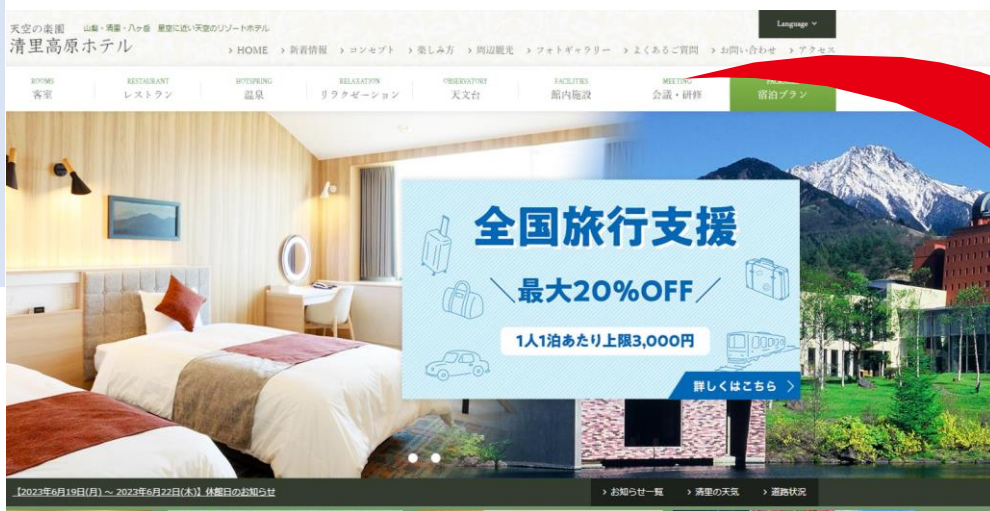 天空の楽園 山梨・清里・八ヶ岳 星空に近い天空のリゾートホテル
清里高原ホテル
Language
> HOME > 新着情報 > コンセプト > 楽しみ方 > 周辺観光 > フォトギャラリー > よくあるご質問 > お問い合わせ > アクセス
ROOMS RESTAURANT HOTSPRING RELAXATION OBSERVATORY FACILITIES MEETING
客室 レストラン 温泉 リラクゼーション 天文台 館内施設 会議・研修 宿泊プラン
全国旅行支援
\最大20%OFF/
1人1泊あたり上限3,000円
詳しくはこちら >
【2023年6月19日(月)~ 2023年6月22日(木)】休館日のお知らせ > お知らせ一覧 > 清里の天気 > 道路状況